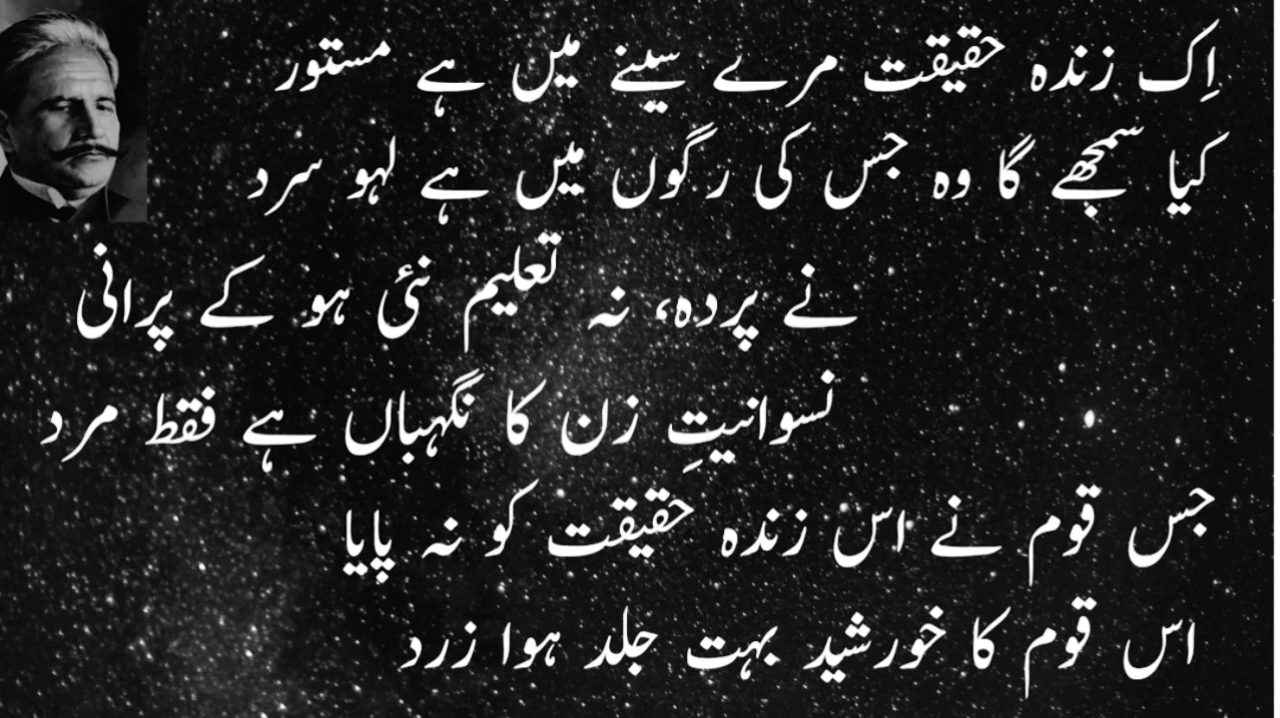 اِک زندہ حقیقت مرے سینے میں ہے مستور
کیا سمجھے گا وہ جس کی رگوں میں ہے لہو سرد
نے پردہ، نہ تعلیم نئی ہو کے پرانی
نسوانیتِ زن کا نگہباں ہے فقط مرد
جس قوم نے اس زندہ حقیقت کو نہ پایا
اس قوم کا خورشید بہت جلد ہوا زرد